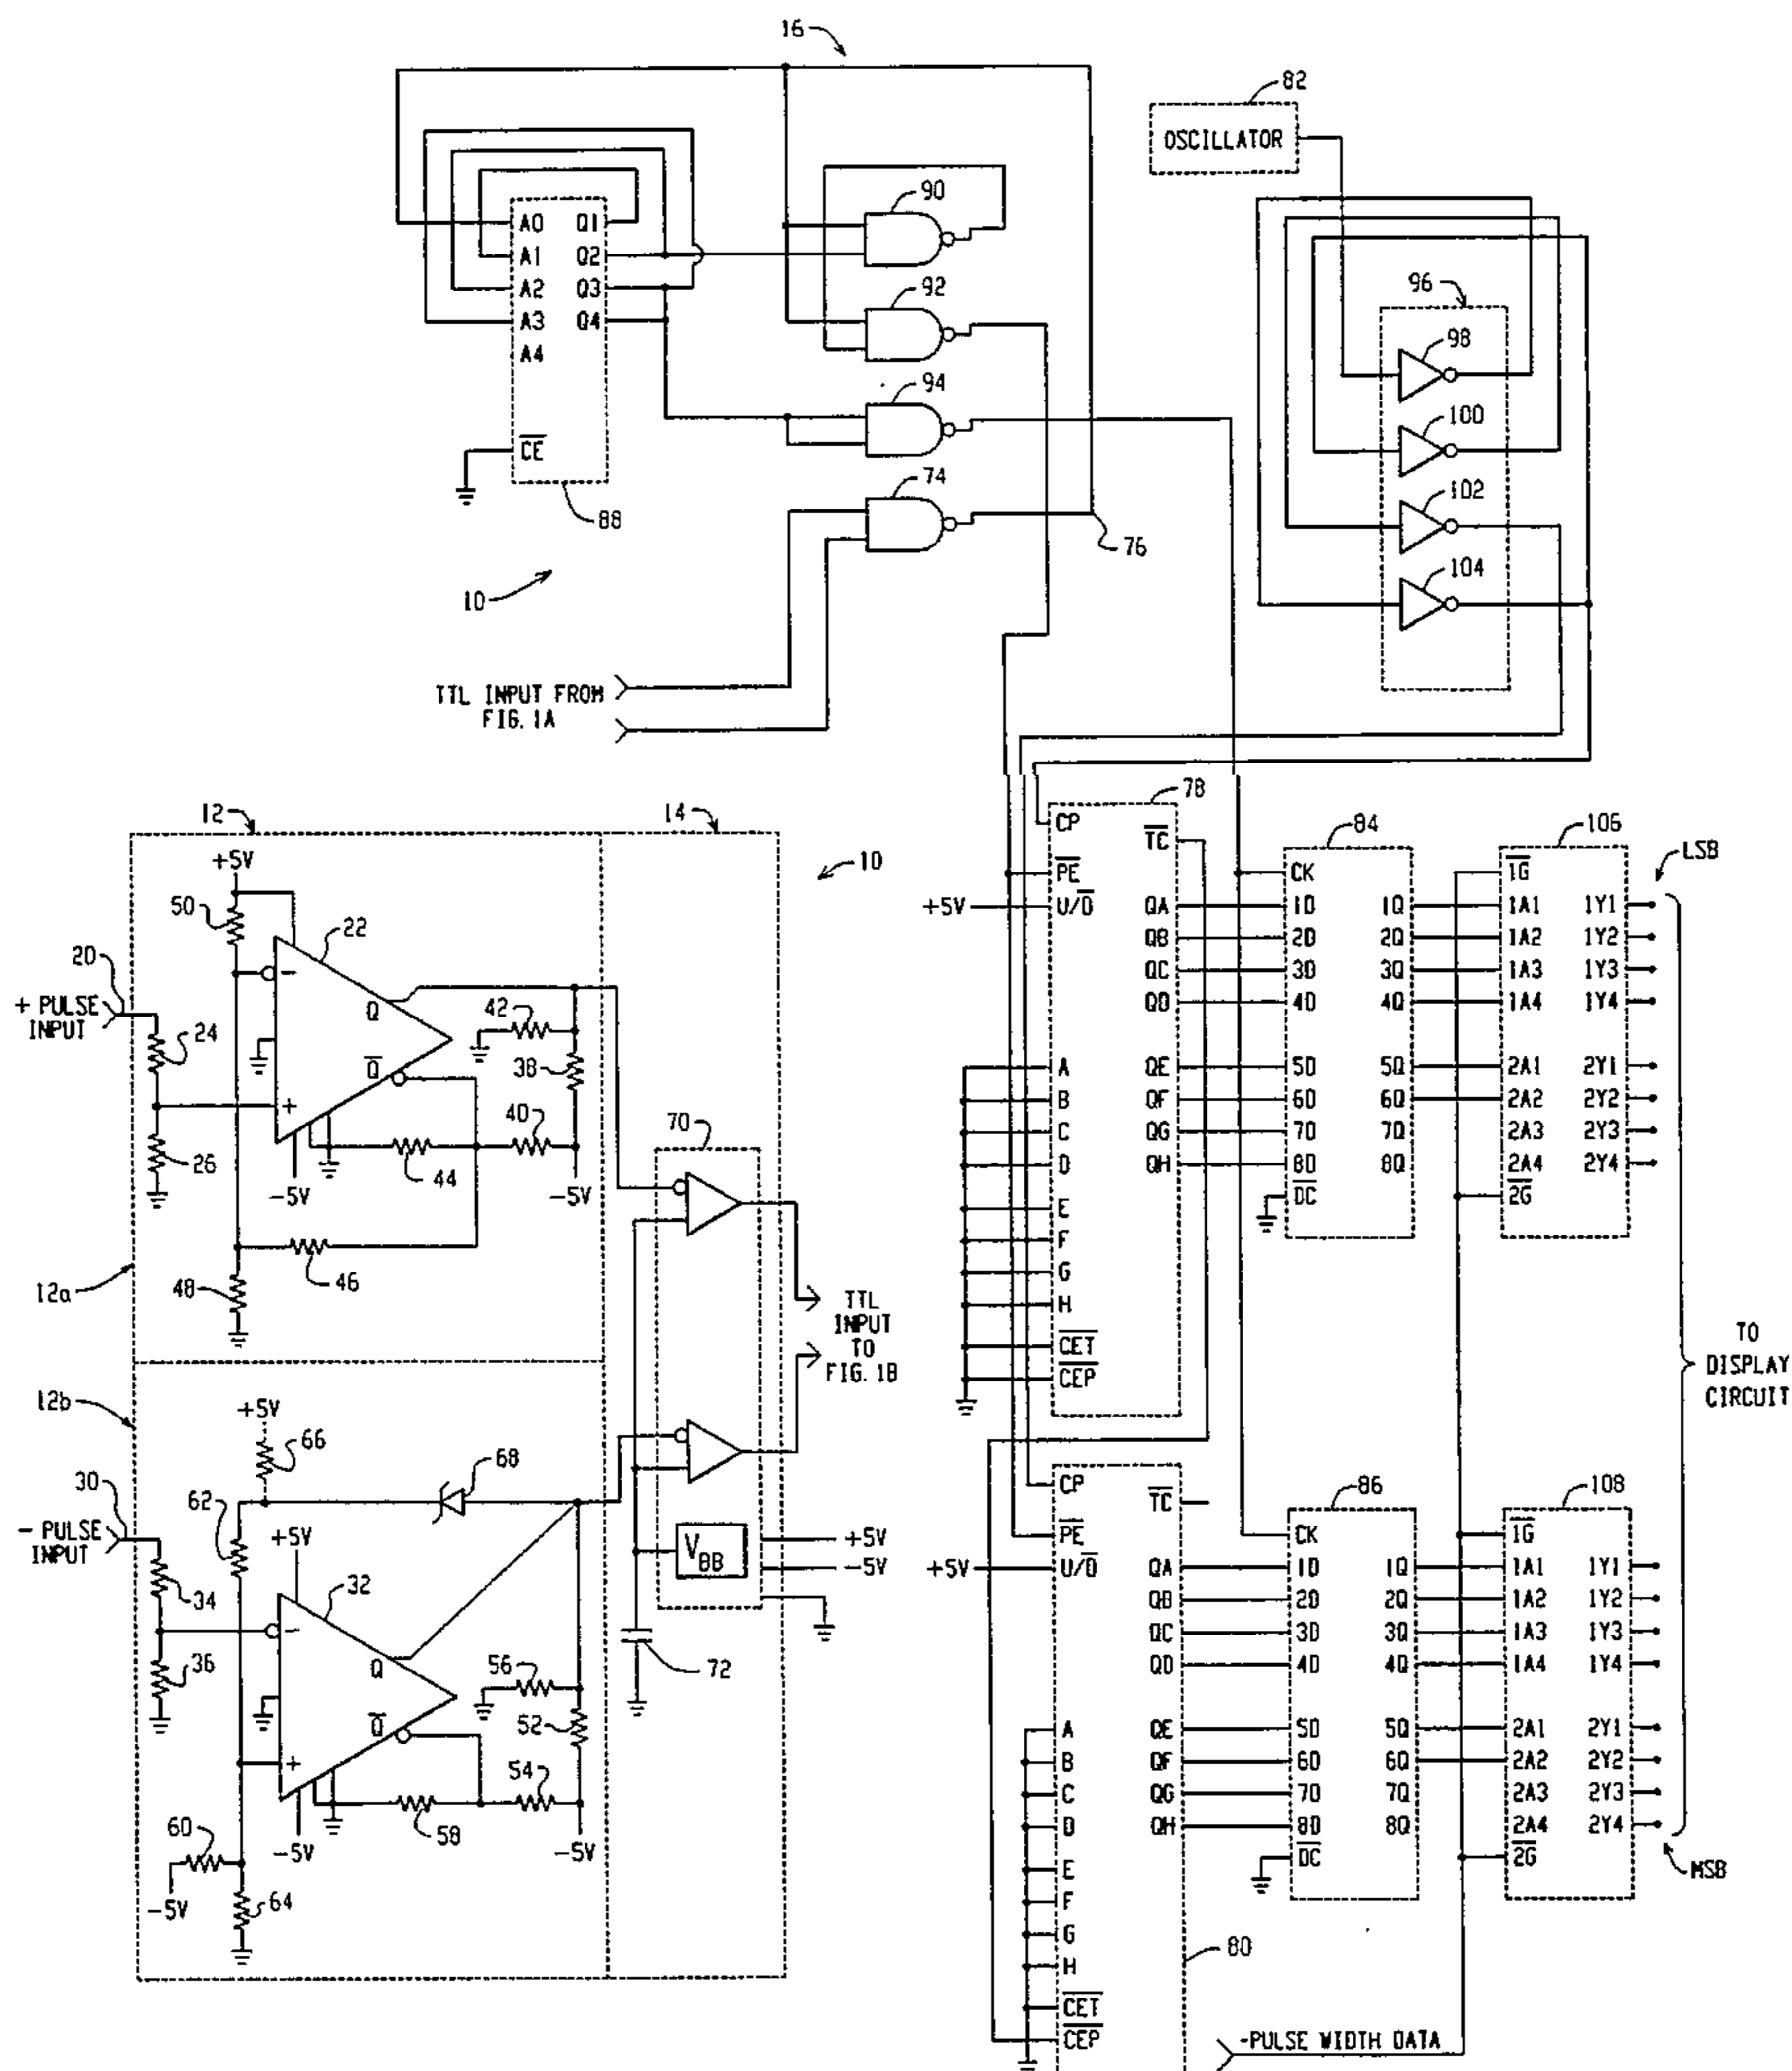 16
82
OSCILLATOR
90
A0 Q1
A1 Q2
A2 Q3
A3 Q4
A4
CE
88
92
94
74
76
96
98
100
102
104
10
TTL INPUT FROM
FIG. 1A
12
14
10
+5V
50
22
20
+ PULSE
INPUT
24
26
-
Q
Q
+
42
38
40
44
-5V
-5V
46
48
12a
70
TTL
INPUT
TO
FIG. 1B
12b
+5V
66
68
62
30
- PULSE
INPUT
+5V
34
32
36
-
Q
Q
+
56
52
54
58
60
-5V
-5V
-5V
64
VBB
+5V
-5V
72
78
CP
TC
PE
+5V
U/D
QA
QB
QC
QD
A QE
B QF
C QG
D QH
E
F
G
H
CET
CEP
84
CK
1D 1Q
2D 2Q
3D 3Q
4D 4Q
5D 5Q
6D 6Q
7D 7Q
8D 8Q
OC
106
LSB
1G
1A1 1Y1
1A2 1Y2
1A3 1Y3
1A4 1Y4
2A1 2Y1
2A2 2Y2
2A3 2Y3
2A4 2Y4
2G
TO
DISPLAY
CIRCUIT
CP
TC
PE
+5V
U/D
QA
QB
QC
QD
A QE
B QF
C QG
D QH
E
F
G
H
CET
CEP
80
86
CK
1D 1Q
2D 2Q
3D 3Q
4D 4Q
5D 5Q
6D 6Q
7D 7Q
8D 8Q
OC
108
1G
1A1 1Y1
1A2 1Y2
1A3 1Y3
1A4 1Y4
2A1 2Y1
2A2 2Y2
2A3 2Y3
2A4 2Y4
2G
MSB
-PULSE WIDTH DATA